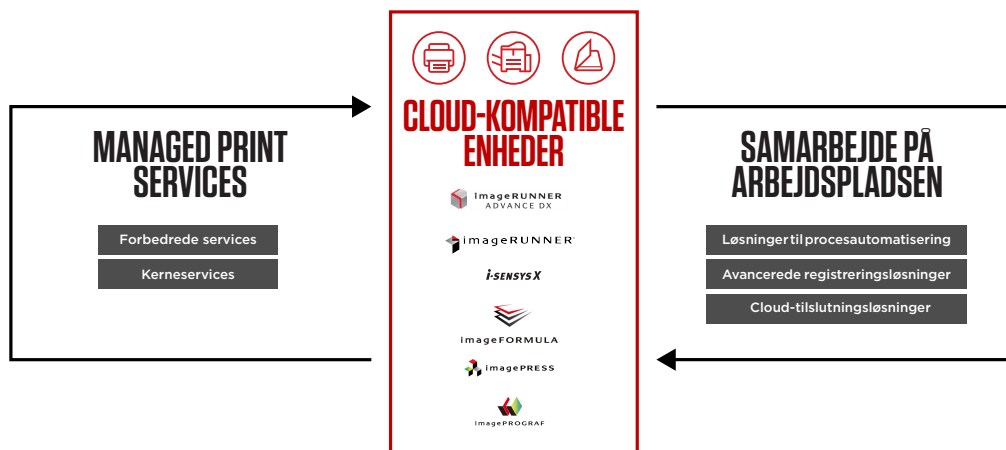 MANAGED PRINT
SERVICES
Forbedrede services
Kerneservices
CLOUD-KOMPATIBLE
ENHEDER
imageRUNNER
ADVANCE DX
imageRUNNER
i-SENSYS X
imageFORMULA
imagePRESS
imagePROGRAF
SAMARBEJDE PÅ
ARBEJDSPLADSEN
Løsninger til procesautomatisering
Avancerede registreringsløsninger
Cloud-tilslutningsløsninger